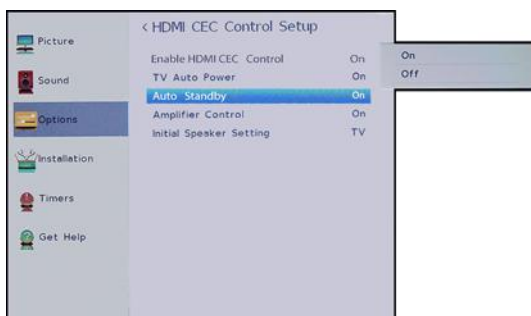 < HDMI CEC Control Setup
Picture
Sound
Options
Installation
Timers
Get Help
Enable HDMI CEC Control On
TV Auto Power On
Auto Standby On
Amplifier Control On
Initial Speaker Setting TV
On
Off